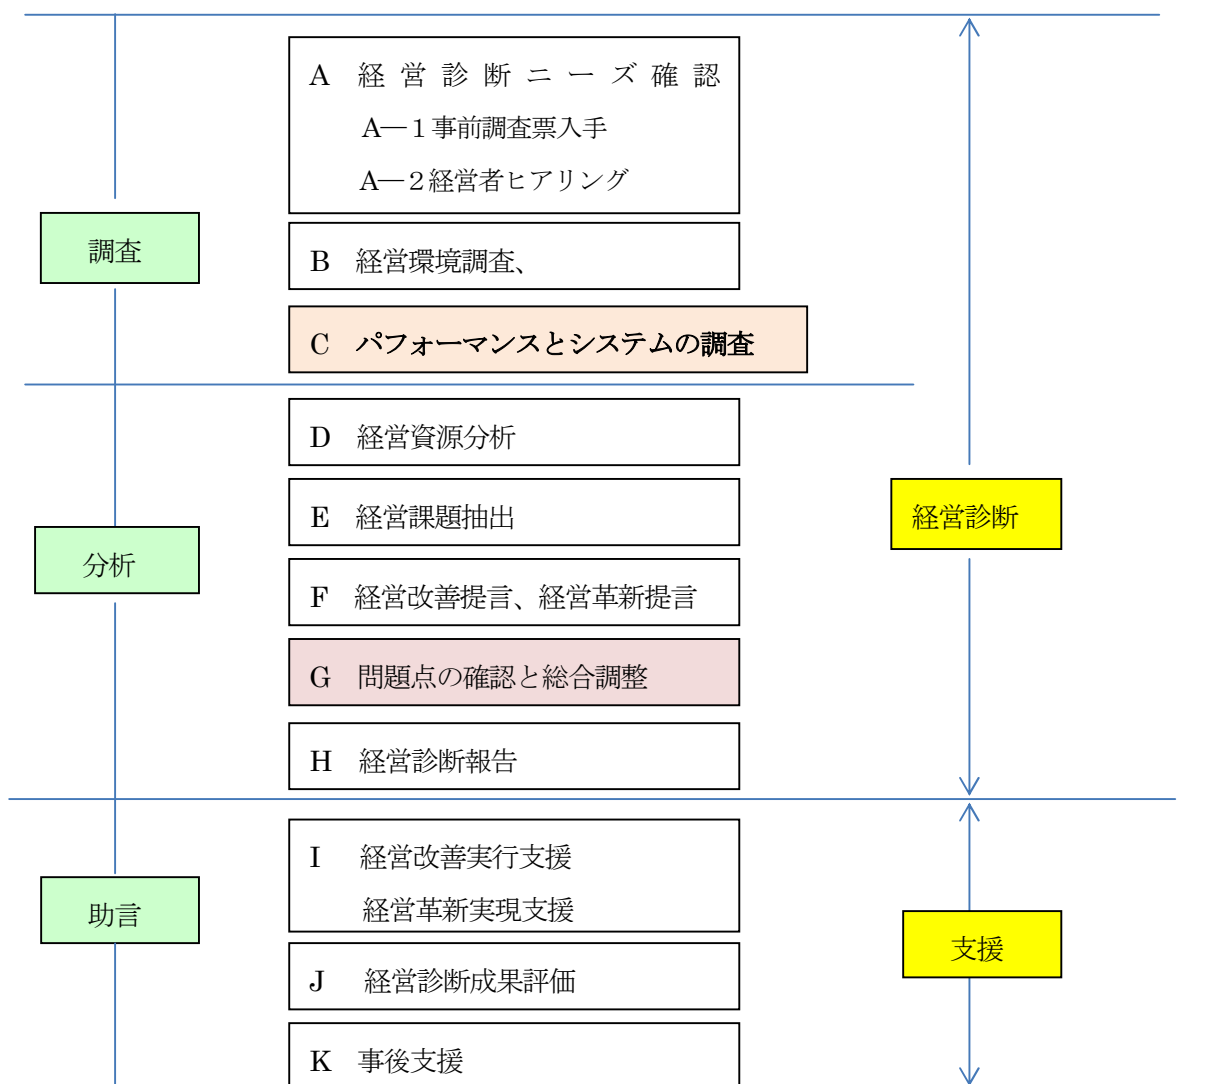 A 経営診断ニーズ確認
A―１事前調査票入手
A―２経営者ヒアリング
調査
B 経営環境調査、
C パフォーマンスとシステムの調査
D 経営資源分析
E 経営課題抽出
経営診断
分析
F 経営改善提言、経営革新提言
G 問題点の確認と総合調整
H 経営診断報告
I 経営改善実行支援
経営革新実現支援
助言
支援
J 経営診断成果評価
K 事後支援